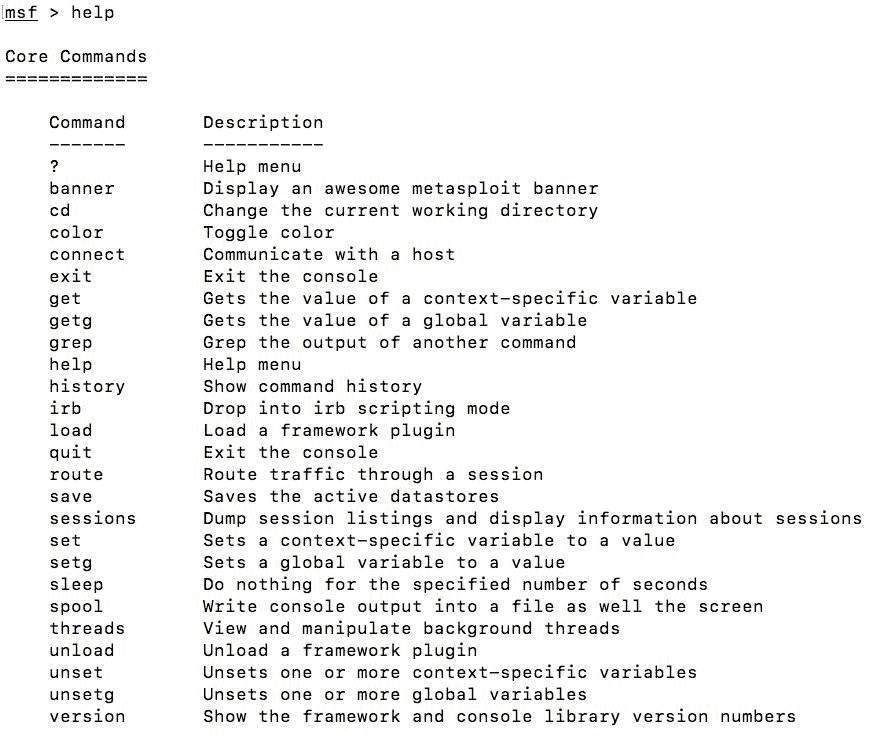 msf > help
Core Commands
=============
Command Description
------- -----------
? Help menu
banner Display an awesome metasploit banner
cd Change the current working directory
color Toggle color
connect Communicate with a host
exit Exit the console
get Gets the value of a context-specific variable
getg Gets the value of a global variable
grep Grep the output of another command
help Help menu
history Show command history
irb Drop into irb scripting mode
load Load a framework plugin
quit Exit the console
route Route traffic through a session
save Saves the active datastores
sessions Dump session listings and display information about sessions
set Sets a context-specific variable to a value
setg Sets a global variable to a value
sleep Do nothing for the specified number of seconds
spool Write console output into a file as well the screen
threads View and manipulate background threads
unload Unload a framework plugin
unset Unsets one or more context-specific variables
unsetg Unsets one or more global variables
version Show the framework and console library version numbers